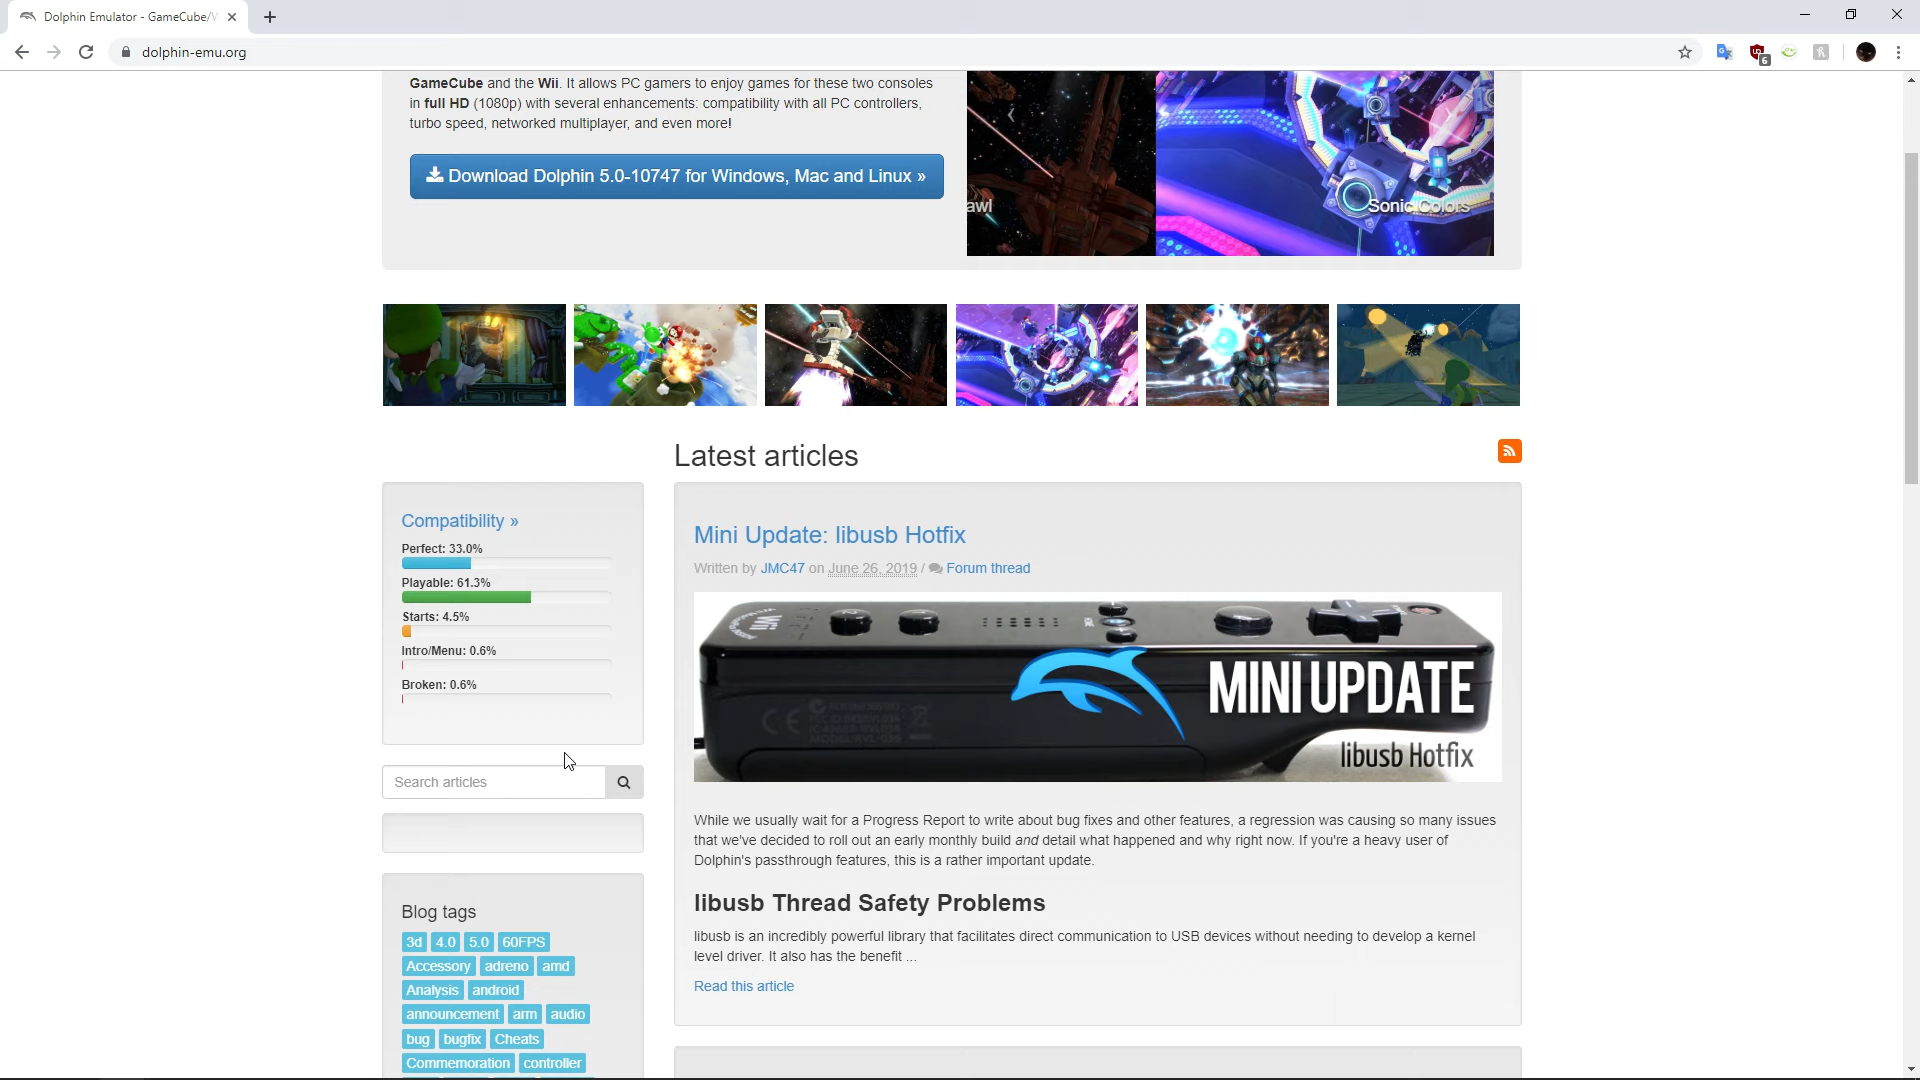 Dolphin Emulator - GameCube/
dolphin-emu.org
6
GameCube and the Wii. It allows PC gamers to enjoy games for these two consoles
in full HD (1080p) with several enhancements: compatibility with all PC controllers,
turbo speed, networked multiplayer, and even more!
Download Dolphin 5.0-10747 for Windows, Mac and Linux »
awl
Sonic Colors
Latest articles
Compatibility »
Perfect: 33.0%
Playable: 61.3%
Starts: 4.5%
Intro/Menu: 0.6%
Broken: 0.6%
Search articles
Blog tags
3d 4.0 5.0 60FPS
Accessory adreno amd
Analysis android
announcement arm audio
bug bugfix Cheats
Commemoration controller
Mini Update: libusb Hotfix
Written by JMC47 on June 26, 2019 / Forum thread
Wii
MINI UPDATE
libusb Hotfix
While we usually wait for a Progress Report to write about bug fixes and other features, a regression was causing so many issues
that we've decided to roll out an early monthly build and detail what happened and why right now. If you're a heavy user of
Dolphin's passthrough features, this is a rather important update.
libusb Thread Safety Problems
libusb is an incredibly powerful library that facilitates direct communication to USB devices without needing to develop a kernel
level driver. It also has the benefit ...
Read this article